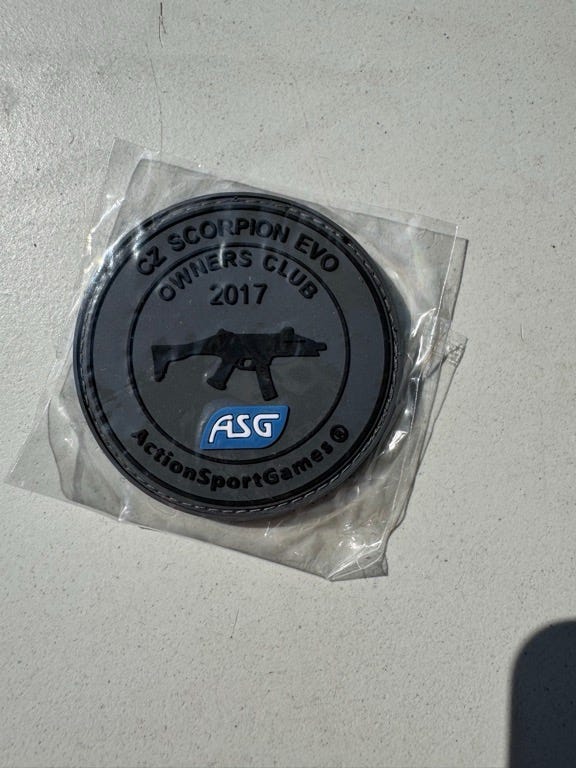 CZ SCORPION EVO
OWNERS CLUB
2017
ASG
ActionSportGames®